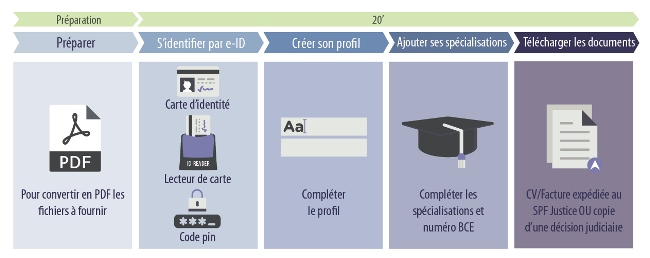 Préparation
20'
Préparer
S'identifier par e-ID
Créer son profil
Ajouter ses spécialisations
Télécharger les documents
PDF
Pour convertir en PDF les
fichiers à fournir
Carte d'identité
ID READER
Lecteur de carte
****
Code pin
Aa
Compléter
le profil
Compléter les
spécialisations et
numéro BCE
CV/Facture expédiée au
SPF Justice OU copie
d'une décision judiciaire